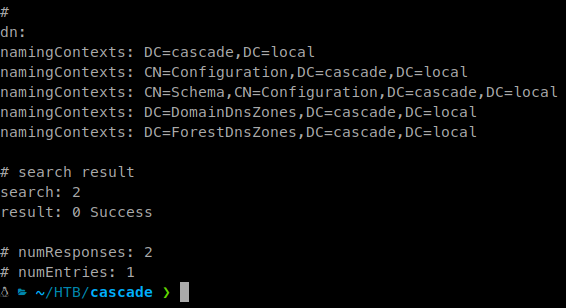 #
dn:
namingContexts: DC=cascade,DC=local
namingContexts: CN=Configuration,DC=cascade,DC=local
namingContexts: CN=Schema,CN=Configuration,DC=cascade,DC=local
namingContexts: DC=DomainDnsZones,DC=cascade,DC=local
namingContexts: DC=ForestDnsZones,DC=cascade,DC=local
# search result
search: 2
result: 0 Success
# numResponses: 2
# numEntries: 1
~/HTB/cascade ❯